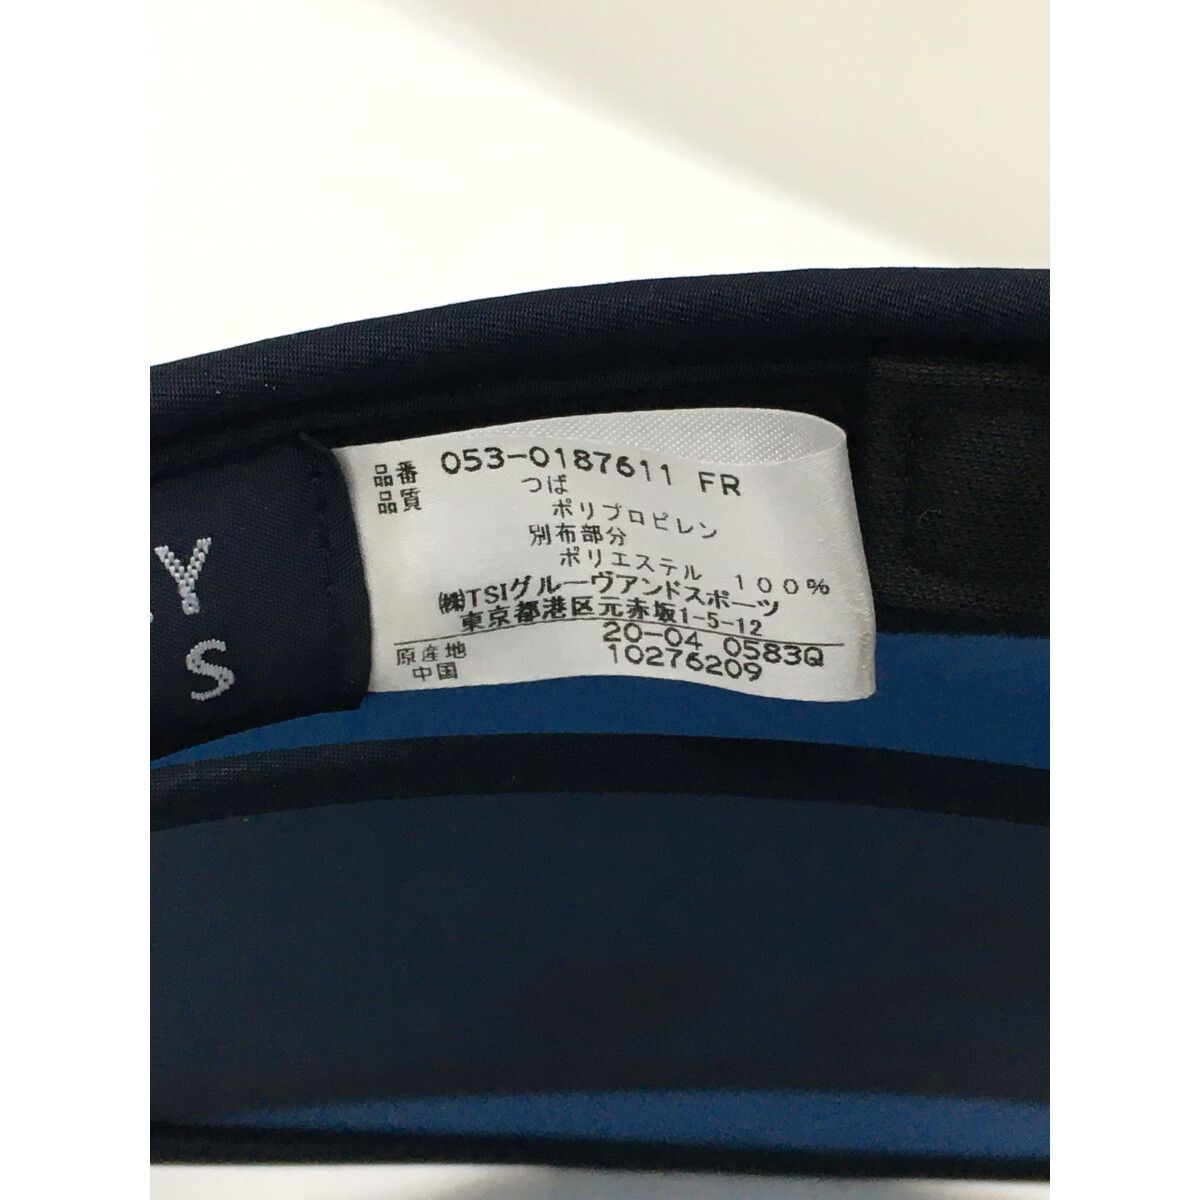 品番 053-0187611 FR
品質 つば
ポリプロピレン
別布部分
ポリエステル 100%
㈱TSIグルーヴアンドスポーツ
東京都港区元赤坂1-5-12
原産地 20-04 0583Q
中国 10276209
Y
S